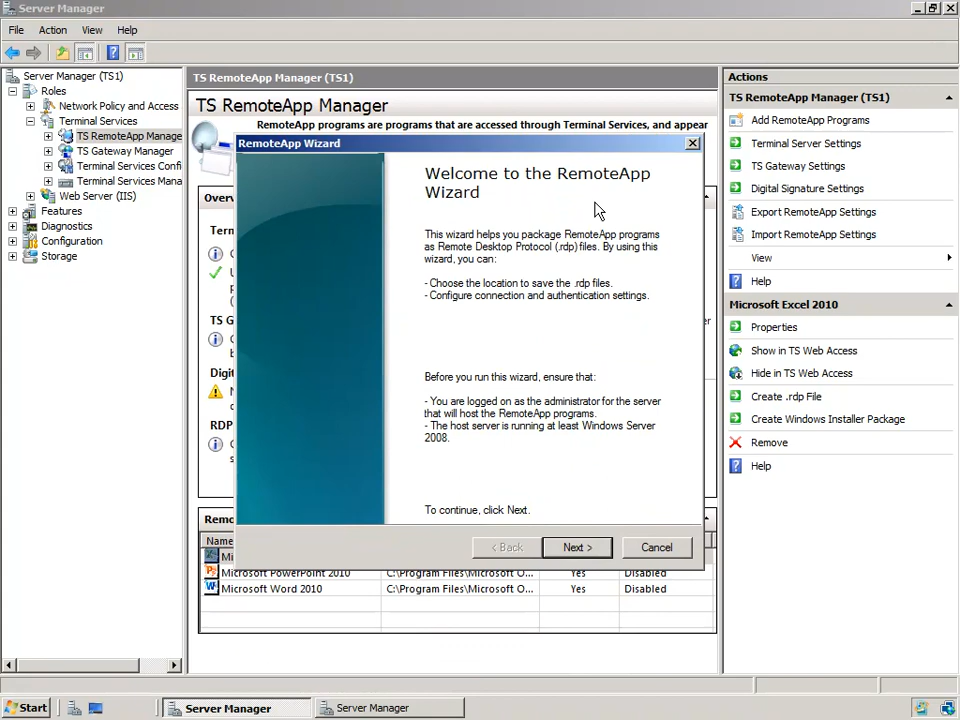 Server Manager
File Action View Help
Server Manager (TS1)
Roles
Network Policy and Access
Terminal Services
TS RemoteApp Manage
TS Gateway Manager
Terminal Services Confi
Terminal Services Mana
Web Server (IIS)
Features
Diagnostics
Configuration
Storage
TS RemoteApp Manager (TS1)
TS RemoteApp Manager
RemoteApp programs are programs that are accessed through Terminal Services, and appear
Overv
Term
TS G
Digit
RDP
Remo
Name
Mi
Microsoft PowerPoint 2010 C:\Program Files\Microsoft O... Yes Disabled
Microsoft Word 2010 C:\Program Files\Microsoft O... Yes Disabled
RemoteApp Wizard
Welcome to the RemoteApp
Wizard
This wizard helps you package RemoteApp programs
as Remote Desktop Protocol (.rdp) files. By using this
wizard, you can:
- Choose the location to save the .rdp files.
- Configure connection and authentication settings.
Before you run this wizard, ensure that:
- You are logged on as the administrator for the server
that will host the RemoteApp programs.
- The host server is running at least Windows Server
2008.
To continue, click Next.
< Back Next > Cancel
Actions
TS RemoteApp Manager (TS1)
Add RemoteApp Programs
Terminal Server Settings
TS Gateway Settings
Digital Signature Settings
Export RemoteApp Settings
Import RemoteApp Settings
View
Help
Microsoft Excel 2010
Properties
Show in TS Web Access
Hide in TS Web Access
Create .rdp File
Create Windows Installer Package
Remove
Help
Start Server Manager Server Manager